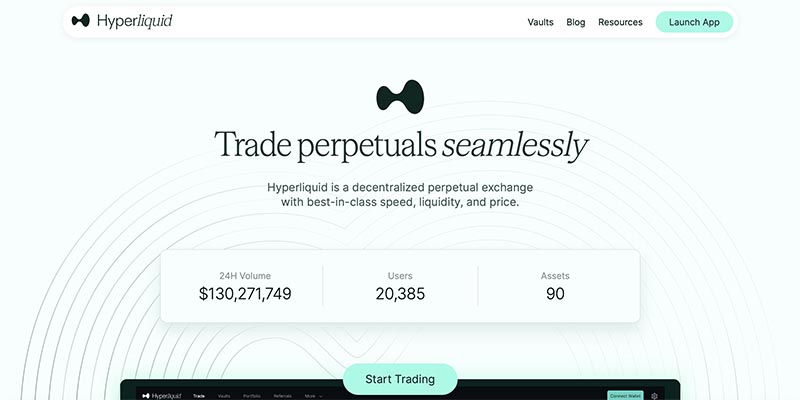 Hyperliquid
Vaults Blog Resources Launch App
Trade perpetuals seamlessly
Hyperliquid is a decentralized perpetual exchange
with best-in-class speed, liquidity, and price.
24H Volume Users Assets
$130,271,749 20,385 90
Start Trading
Hyperliquid Trade Vaults Portfolio Referrals More Connect Wallet